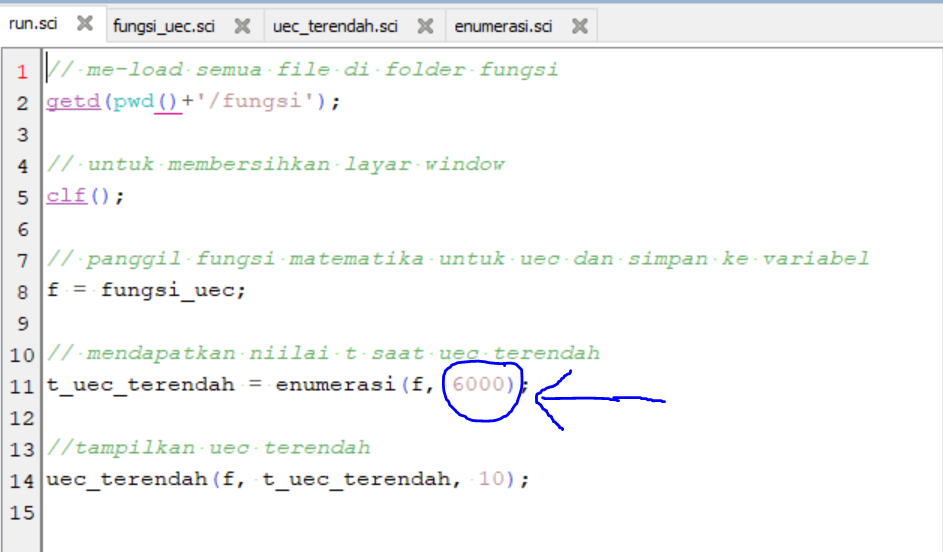 run.sci fungsi_uec.sci uec_terendah.sci enumerasi.sci
1 // me-load semua file di folder fungsi
2 getd(pwd()+'/fungsi');
3
4 // untuk membersihkan layar window
5 clf();
6
7 // panggil fungsi matematika untuk uec dan simpan ke variabel
8 f = fungsi_uec;
9
10 // mendapatkan niilai t saat uec terendah
11 t_uec_terendah = enumerasi(f, 6000);
12
13 //tampilkan uec terendah
14 uec_terendah(f, t_uec_terendah, 10);
15